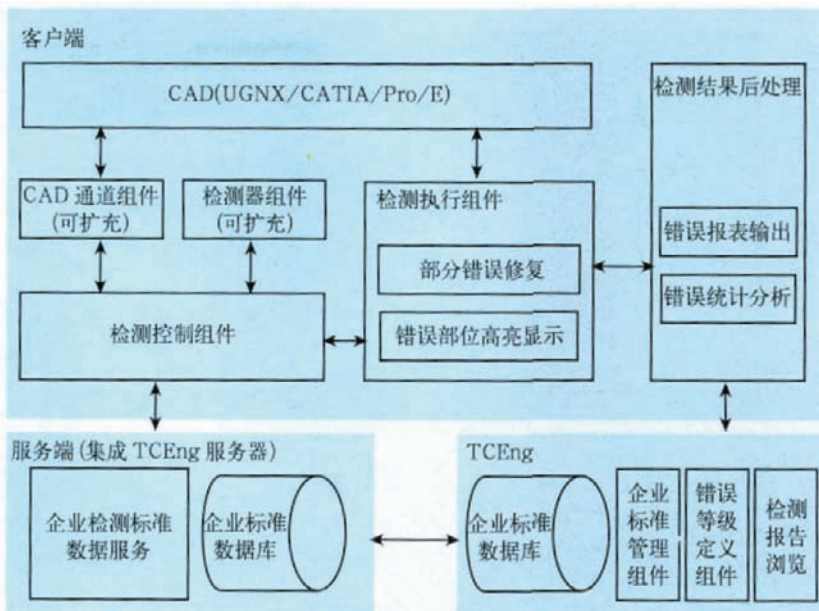 客户端
CAD(UGNX/CATIA/Pro/E)
检测结果后处理
CAD 通道组件
(可扩充)
检测器组件
(可扩充)
检测执行组件
部分错误修复
错误部位高亮显示
错误报表输出
错误统计分析
检测控制组件
服务端(集成 TCEng 服务器)
企业检测标准
数据服务
企业标准
数据库
TCEng
企业标准
数据库
企业
标准
管理
组件
错误
等级
定义
组件
检测
报告
浏览